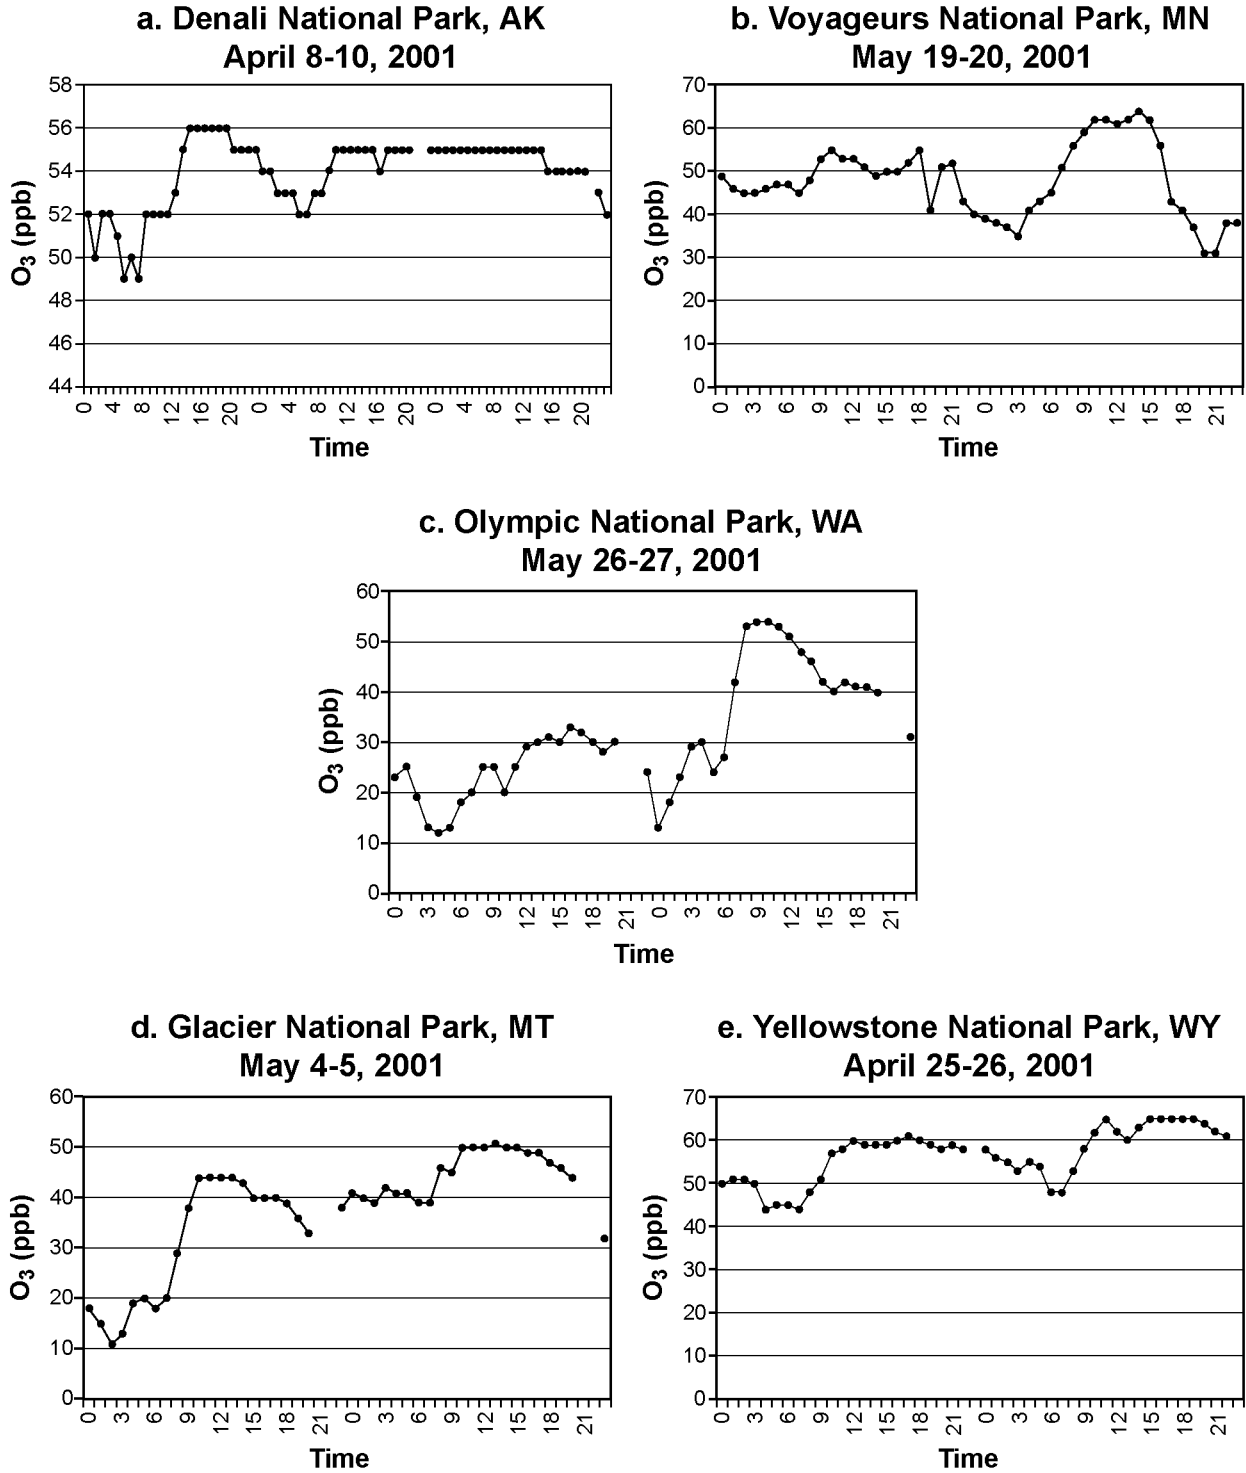 a. Denali National Park, AK
April 8-10, 2001
58
56
54
52
50
48
46
44
O3 (ppb)
0 4 8 12 16 20 0 4 8 12 16 20 0 4 8 12 16 20
Time
b. Voyageurs National Park, MN
May 19-20, 2001
70
60
50
40
30
20
10
0
O3 (ppb)
0 3 6 9 12 15 18 21 0 3 6 9 12 15 18 21
Time
c. Olympic National Park, WA
May 26-27, 2001
60
50
40
30
20
10
0
O3 (ppb)
0 3 6 9 12 15 18 21 0 3 6 9 12 15 18 21
Time
d. Glacier National Park, MT
May 4-5, 2001
60
50
40
30
20
10
0
O3 (ppb)
0 3 6 9 12 15 18 21 0 3 6 9 12 15 18 21
Time
e. Yellowstone National Park, WY
April 25-26, 2001
70
60
50
40
30
20
10
0
O3 (ppb)
0 3 6 9 12 15 18 21 0 3 6 9 12 15 18 21
Time